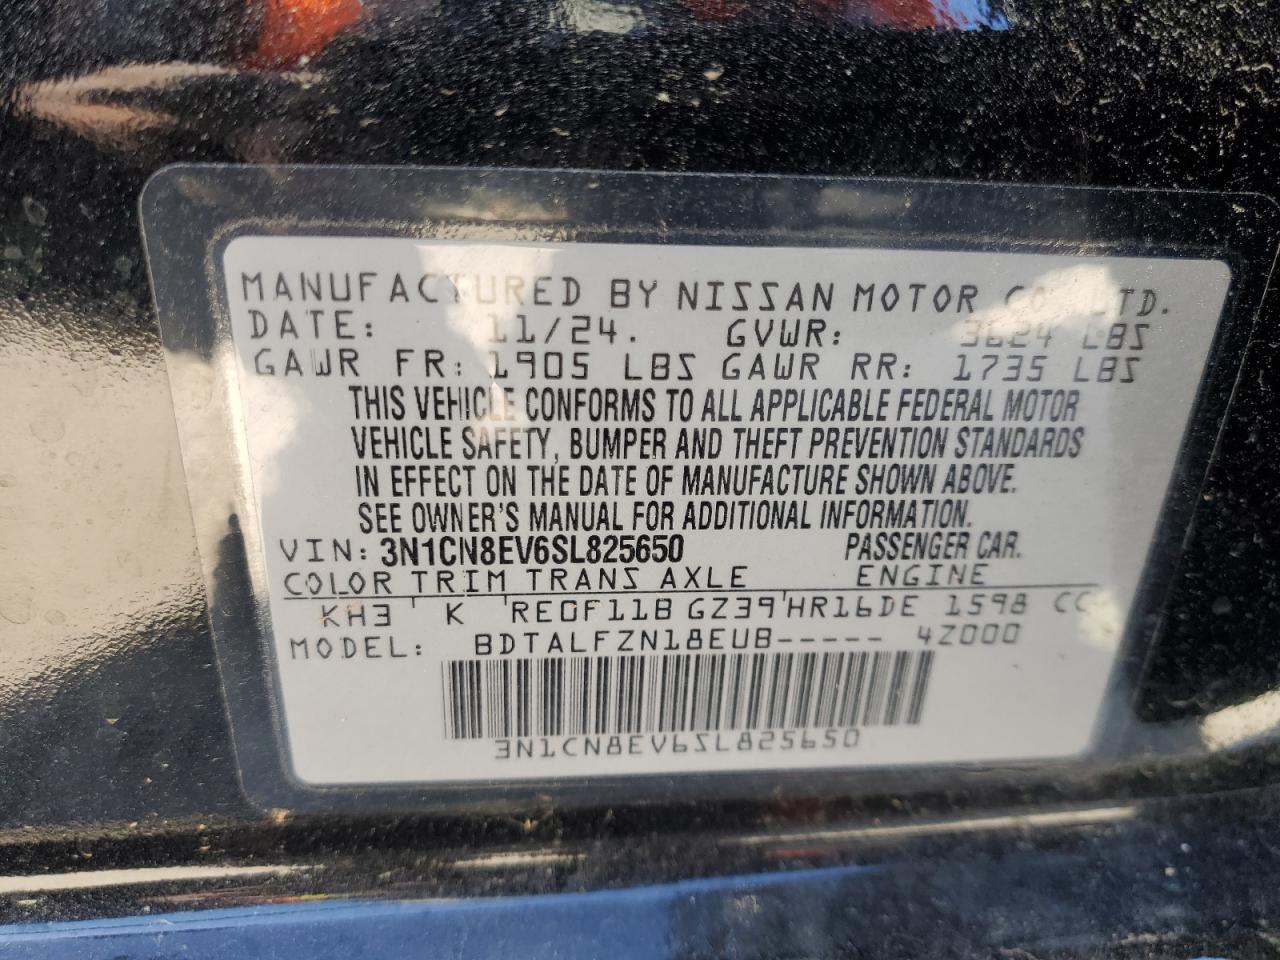 MANUFACTURED BY NISSAN MOTOR CO., LTD.
DATE: 11/24. GVWR: 3624 LBS
GAWR FR: 1905 LBS GAWR RR: 1735 LBS
THIS VEHICLE CONFORMS TO ALL APPLICABLE FEDERAL MOTOR
VEHICLE SAFETY, BUMPER AND THEFT PREVENTION STANDARDS
IN EFFECT ON THE DATE OF MANUFACTURE SHOWN ABOVE.
SEE OWNER'S MANUAL FOR ADDITIONAL INFORMATION.
VIN: 3N1CN8EV6SL825650 PASSENGER CAR.
COLOR TRIM TRANS AXLE ENGINE
KH3 K RE0F11B GZ39 HR16DE 1598 CC
MODEL: BDTALFZN18EUB----- 4Z000
3N1CN8EV6SL825650